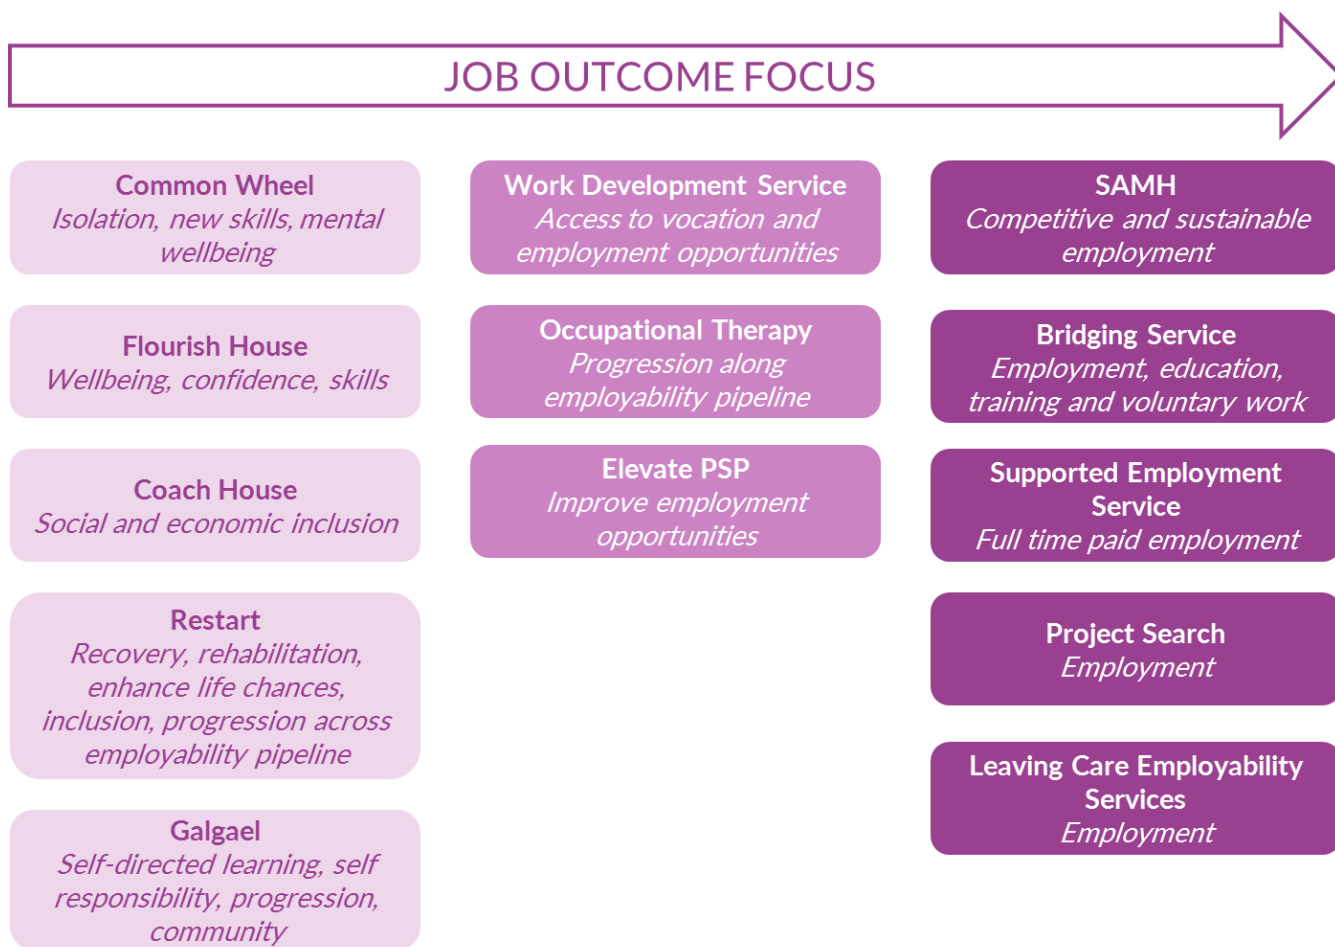 JOB OUTCOME FOCUS
Common Wheel
Isolation, new skills, mental
wellbeing
Flourish House
Wellbeing, confidence, skills
Coach House
Social and economic inclusion
Restart
Recovery, rehabilitation,
enhance life chances,
inclusion, progression across
employability pipeline
Galgael
Self-directed learning, self
responsibility, progression,
community
Work Development Service
Access to vocation and
employment opportunities
Occupational Therapy
Progression along
employability pipeline
Elevate PSP
Improve employment
opportunities
SAMH
Competitive and sustainable
employment
Bridging Service
Employment, education,
training and voluntary work
Supported Employment
Service
Full time paid employment
Project Search
Employment
Leaving Care Employability
Services
Employment